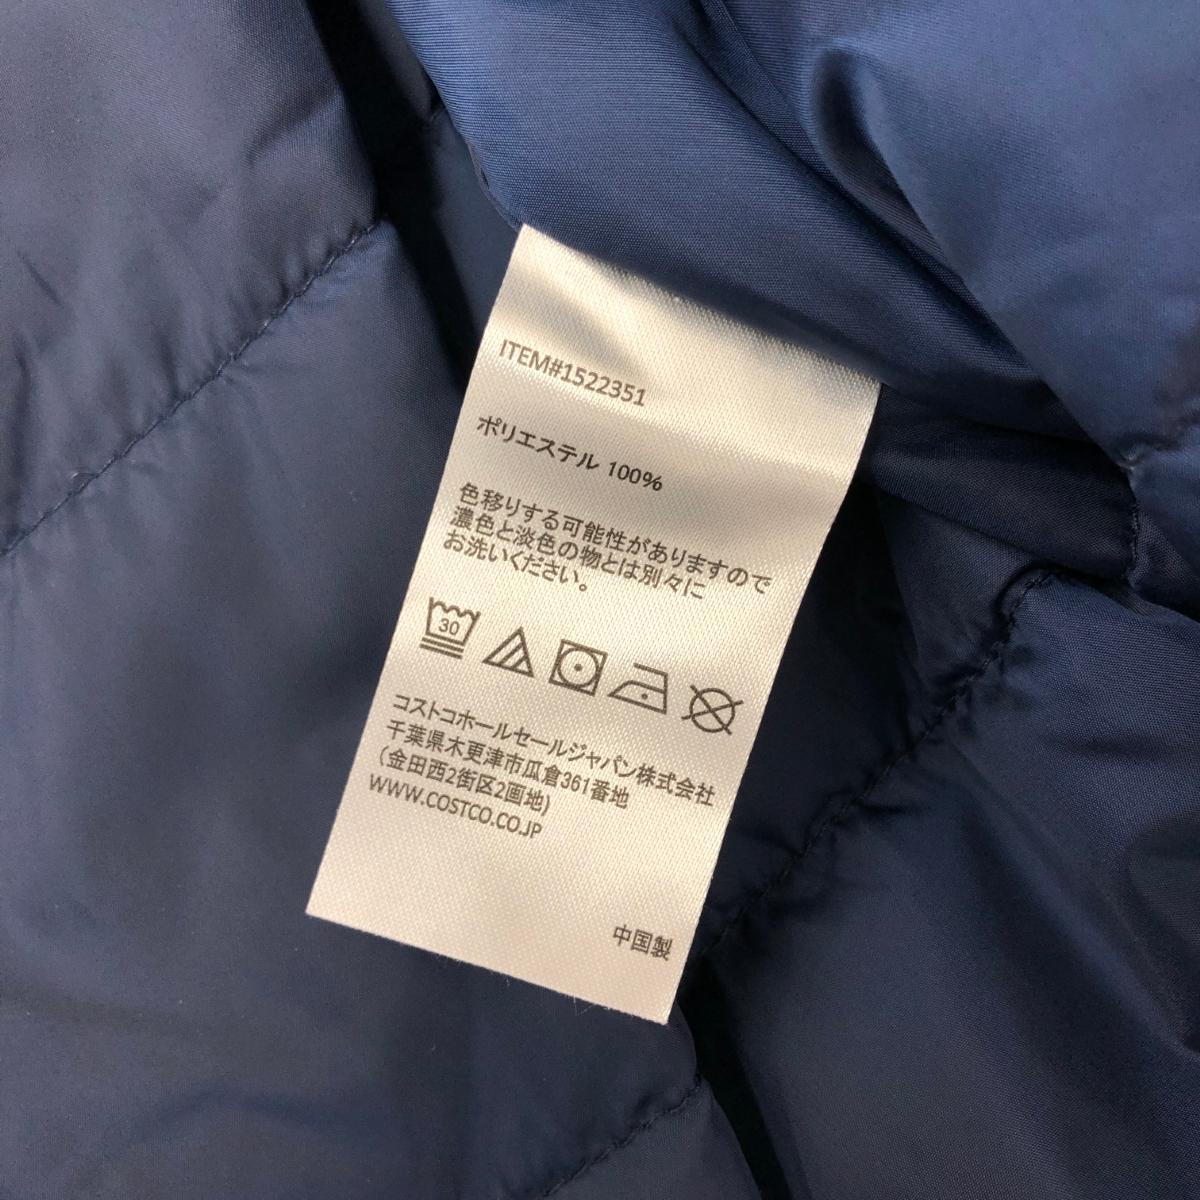 ITEM#1522351
ポリエステル 100%
色移りする可能性がありますので
濃色と淡色の物とは別々に
お洗いください。
30
コストコホールセールジャパン株式会社
千葉県木更津市瓜倉361番地
(金田西2街区2画地)
WWW.COSTCO.CO.JP
中国製